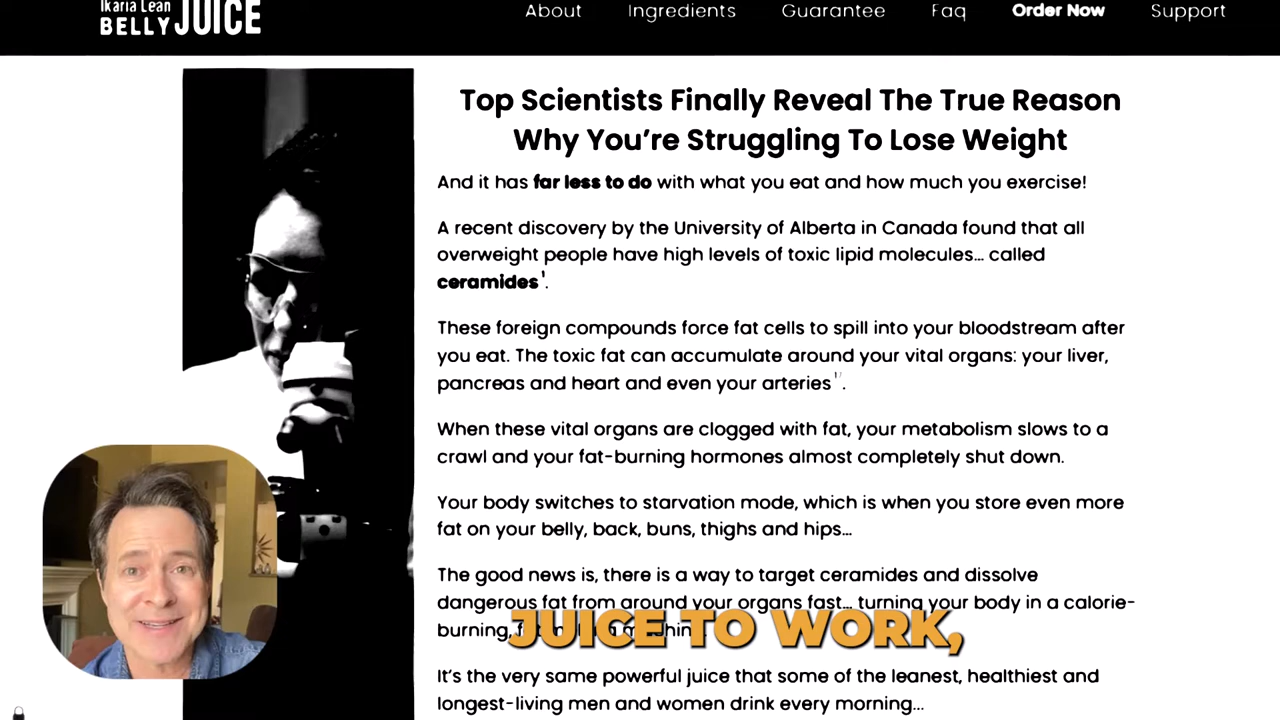 Ikaria Lean
BELLY JUICE
About Ingredients Guarantee Faq Order Now Support
Top Scientists Finally Reveal The True Reason
Why You're Struggling To Lose Weight
And it has far less to do with what you eat and how much you exercise!
A recent discovery by the University of Alberta in Canada found that all
overweight people have high levels of toxic lipid molecules... called
ceramides¹.
These foreign compounds force fat cells to spill into your bloodstream after
you eat. The toxic fat can accumulate around your vital organs: your liver,
pancreas and heart and even your arteries¹⁷.
When these vital organs are clogged with fat, your metabolism slows to a
crawl and your fat-burning hormones almost completely shut down.
Your body switches to starvation mode, which is when you store even more
fat on your belly, back, buns, thighs and hips...
The good news is, there is a way to target ceramides and dissolve
dangerous fat from around your organs fast... turning your body in a calorie-
burning,
JUICE TO WORK,
It's the very same powerful juice that some of the leanest, healthiest and
longest-living men and women drink every morning...